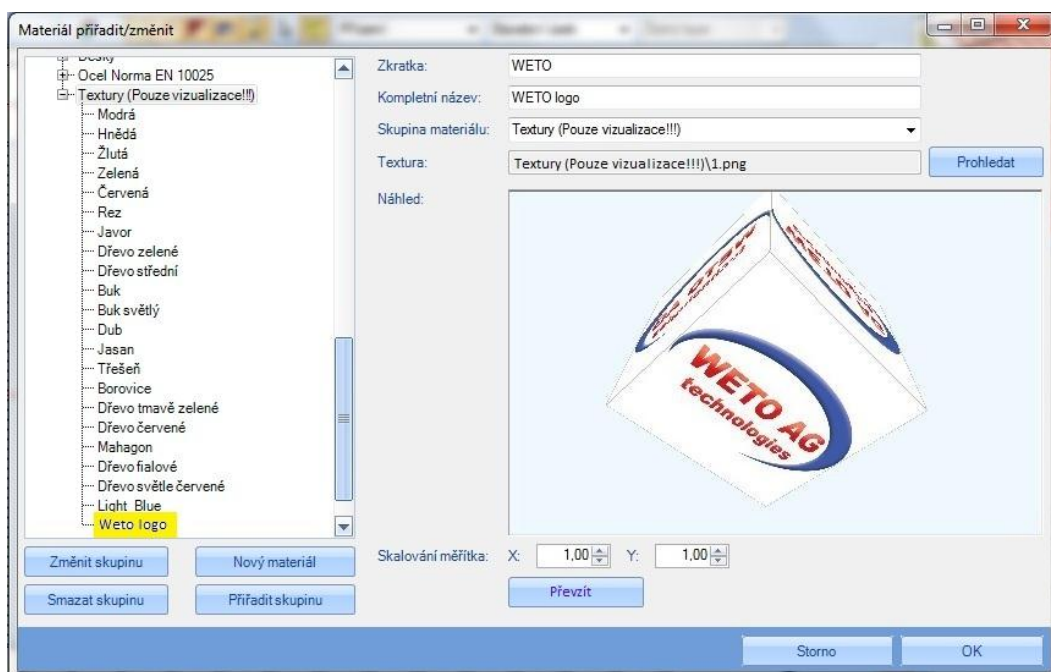 Materiál přiřadit/změnit
Desky
Ocel Norma EN 10025
Textury (Pouze vizualizace!!!)
Modrá
Hnědá
Žlutá
Zelená
Červená
Rez
Javor
Dřevo zelené
Dřevo střední
Buk
Buk světlý
Dub
Jasan
Třešeň
Borovice
Dřevo tmavě zelené
Dřevo červené
Mahagon
Dřevo fialové
Dřevo světle červené
Light Blue
Weto logo
Změnit skupinu
Nový materiál
Smazat skupinu
Přiřadit skupinu
Zkratka: WETO
Kompletní název: WETO logo
Skupina materiálu: Textury (Pouze vizualizace!!!)
Textura: Textury (Pouze vizualizace!!!)\1.png
Prohledat
Náhled:
WETO AG
technologies
Skalování měřítka: X: 1,00 Y: 1,00
Převzít
Storno
OK